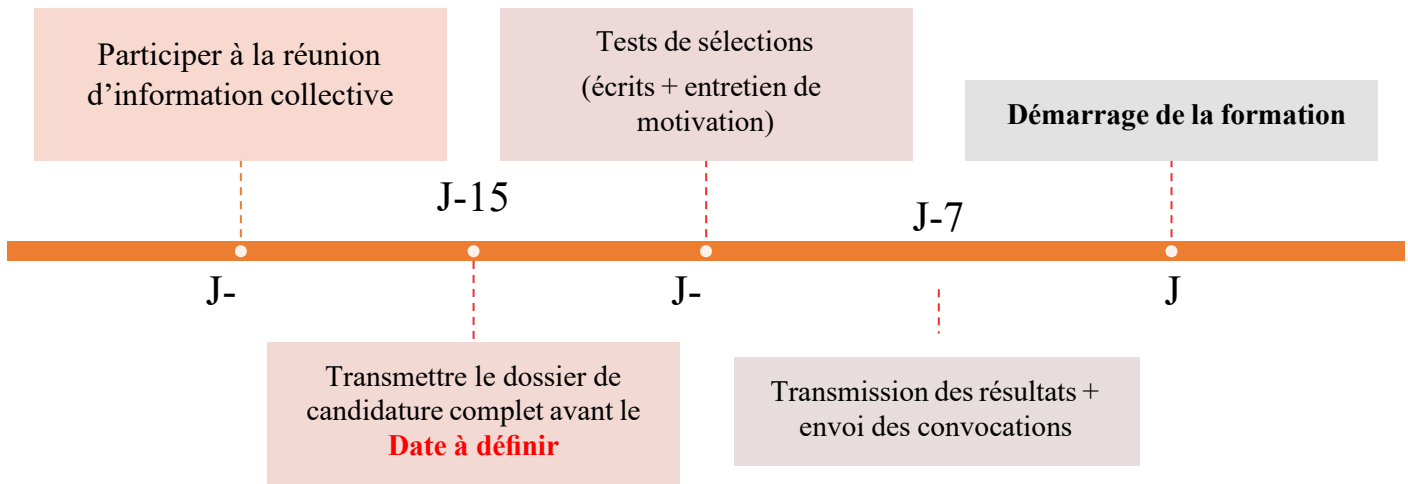 Participer à la réunion
d’information collective
Tests de sélections
(écrits + entretien de
motivation)
Démarrage de la formation
J-15
J-7
J-
J-
J
Transmettre le dossier de
candidature complet avant le
Date à définir
Transmission des résultats +
envoi des convocations